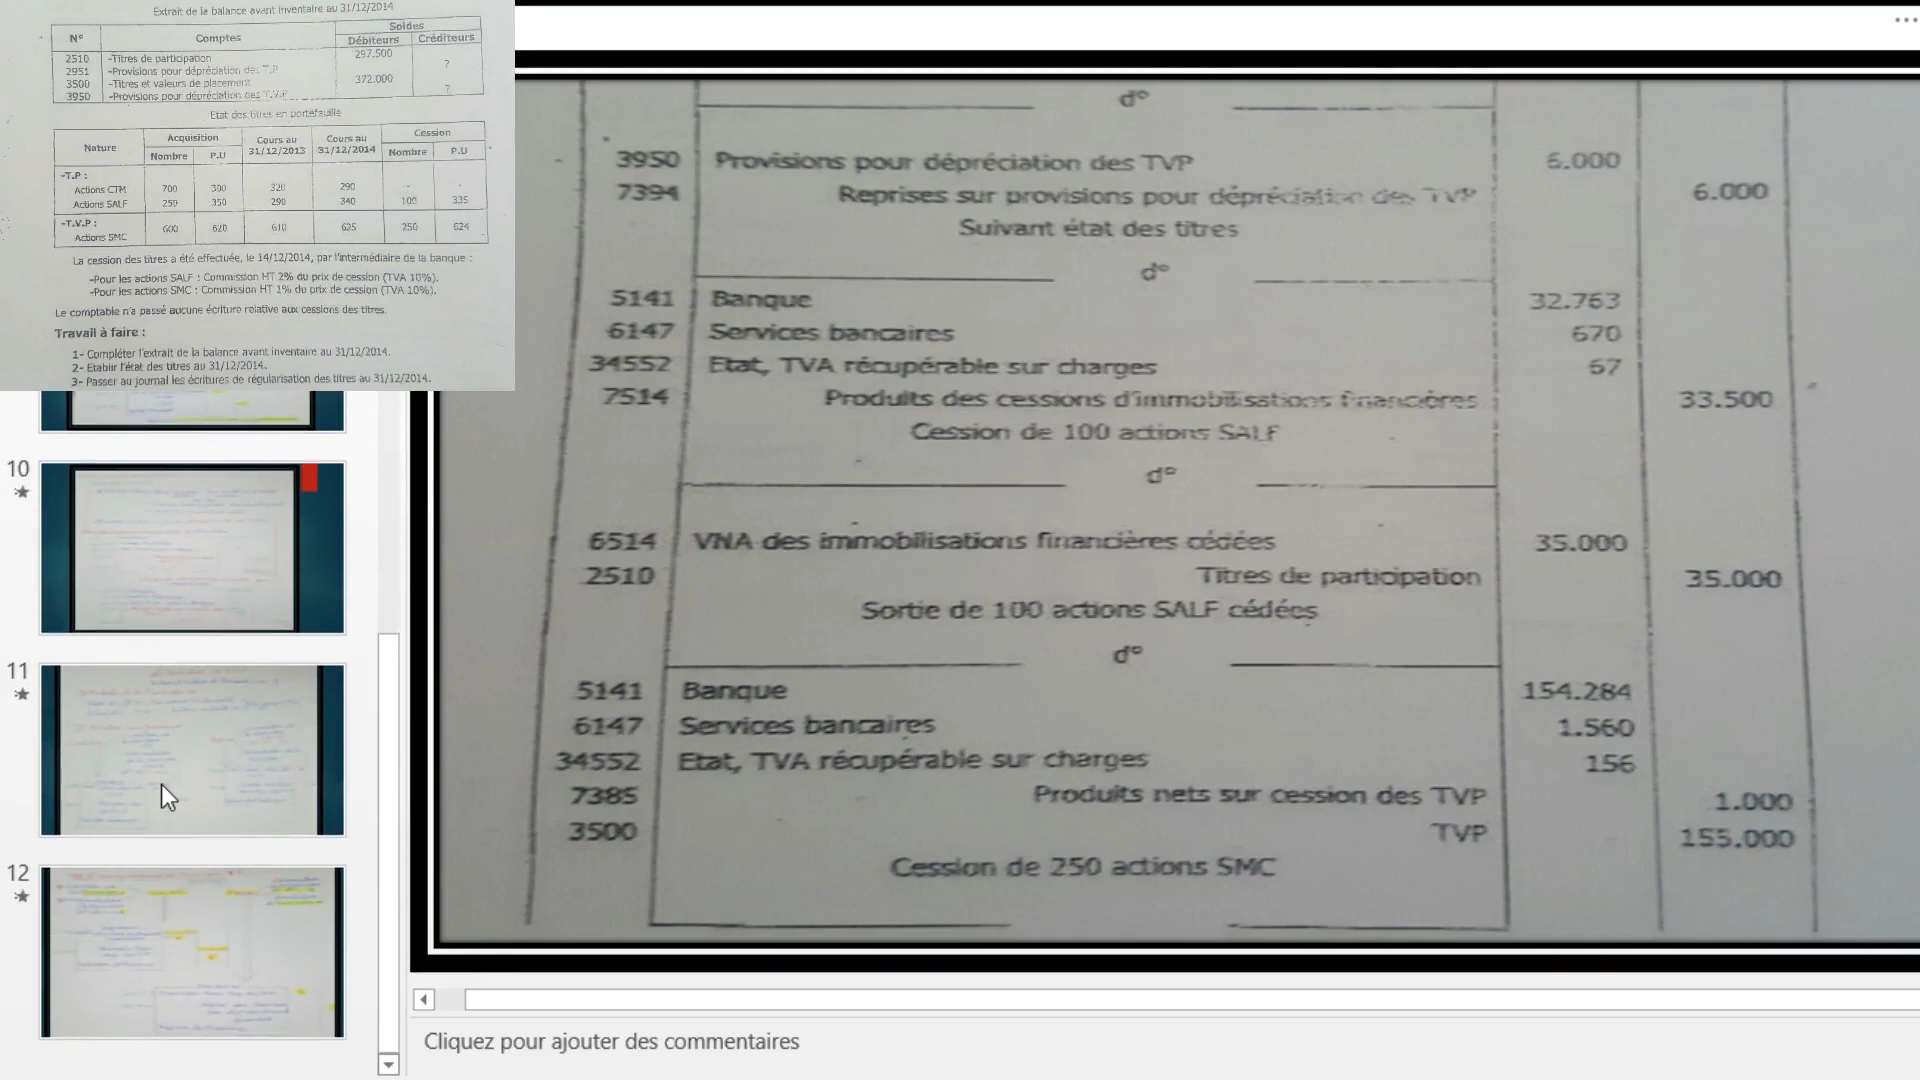 Extrait de la balance avant inventaire au 31/12/2014
N° Comptes Soldes
Débiteurs Créditeurs
2510 -Titres de participation 297.500
2951 -Provisions pour dépréciation des T.P ?
3500 -Titres et valeurs de placement 372.000
3950 -Provisions pour dépréciation des T.V.P ?
Etat des titres en portefeuille
Nature Acquisition Cours au 31/12/2013 Cours au 31/12/2014 Cession
Nombre P.U Nombre P.U
-T.P :
Actions CTM 700 300 320 290 - -
Actions SALF 250 350 290 340 100 335
-T.V.P :
Actions SMC 600 620 610 625 250 624
La cession des titres a été effectuée, le 14/12/2014, par l'intermédiaire de la banque :
-Pour les actions SALF : Commission HT 2% du prix de cession (TVA 10%).
-Pour les actions SMC : Commission HT 1% du prix de cession (TVA 10%).
Le comptable n'a passé aucune écriture relative aux cessions des titres.
Travail à faire :
1- Compléter l'extrait de la balance avant inventaire au 31/12/2014.
2- Etablir l'état des titres au 31/12/2014.
3- Passer au journal les écritures de régularisation des titres au 31/12/2014.
d°
3950 Provisions pour dépréciation des TVP 6.000
7394 Reprises sur provisions pour dépréciation des TVP 6.000
Suivant état des titres
d°
5141 Banque 32.763
6147 Services bancaires 670
34552 Etat, TVA récupérable sur charges 67
7514 Produits des cessions d'immobilisations financières 33.500
Cession de 100 actions SALF
d°
6514 VNA des immobilisations financières cédées 35.000
2510 Titres de participation 35.000
Sortie de 100 actions SALF cédées
d°
5141 Banque 154.284
6147 Services bancaires 1.560
34552 Etat, TVA récupérable sur charges 156
7385 Produits nets sur cession des TVP 1.000
3500 TVP 155.000
Cession de 250 actions SMC
10
11
12
Cliquez pour ajouter des commentaires